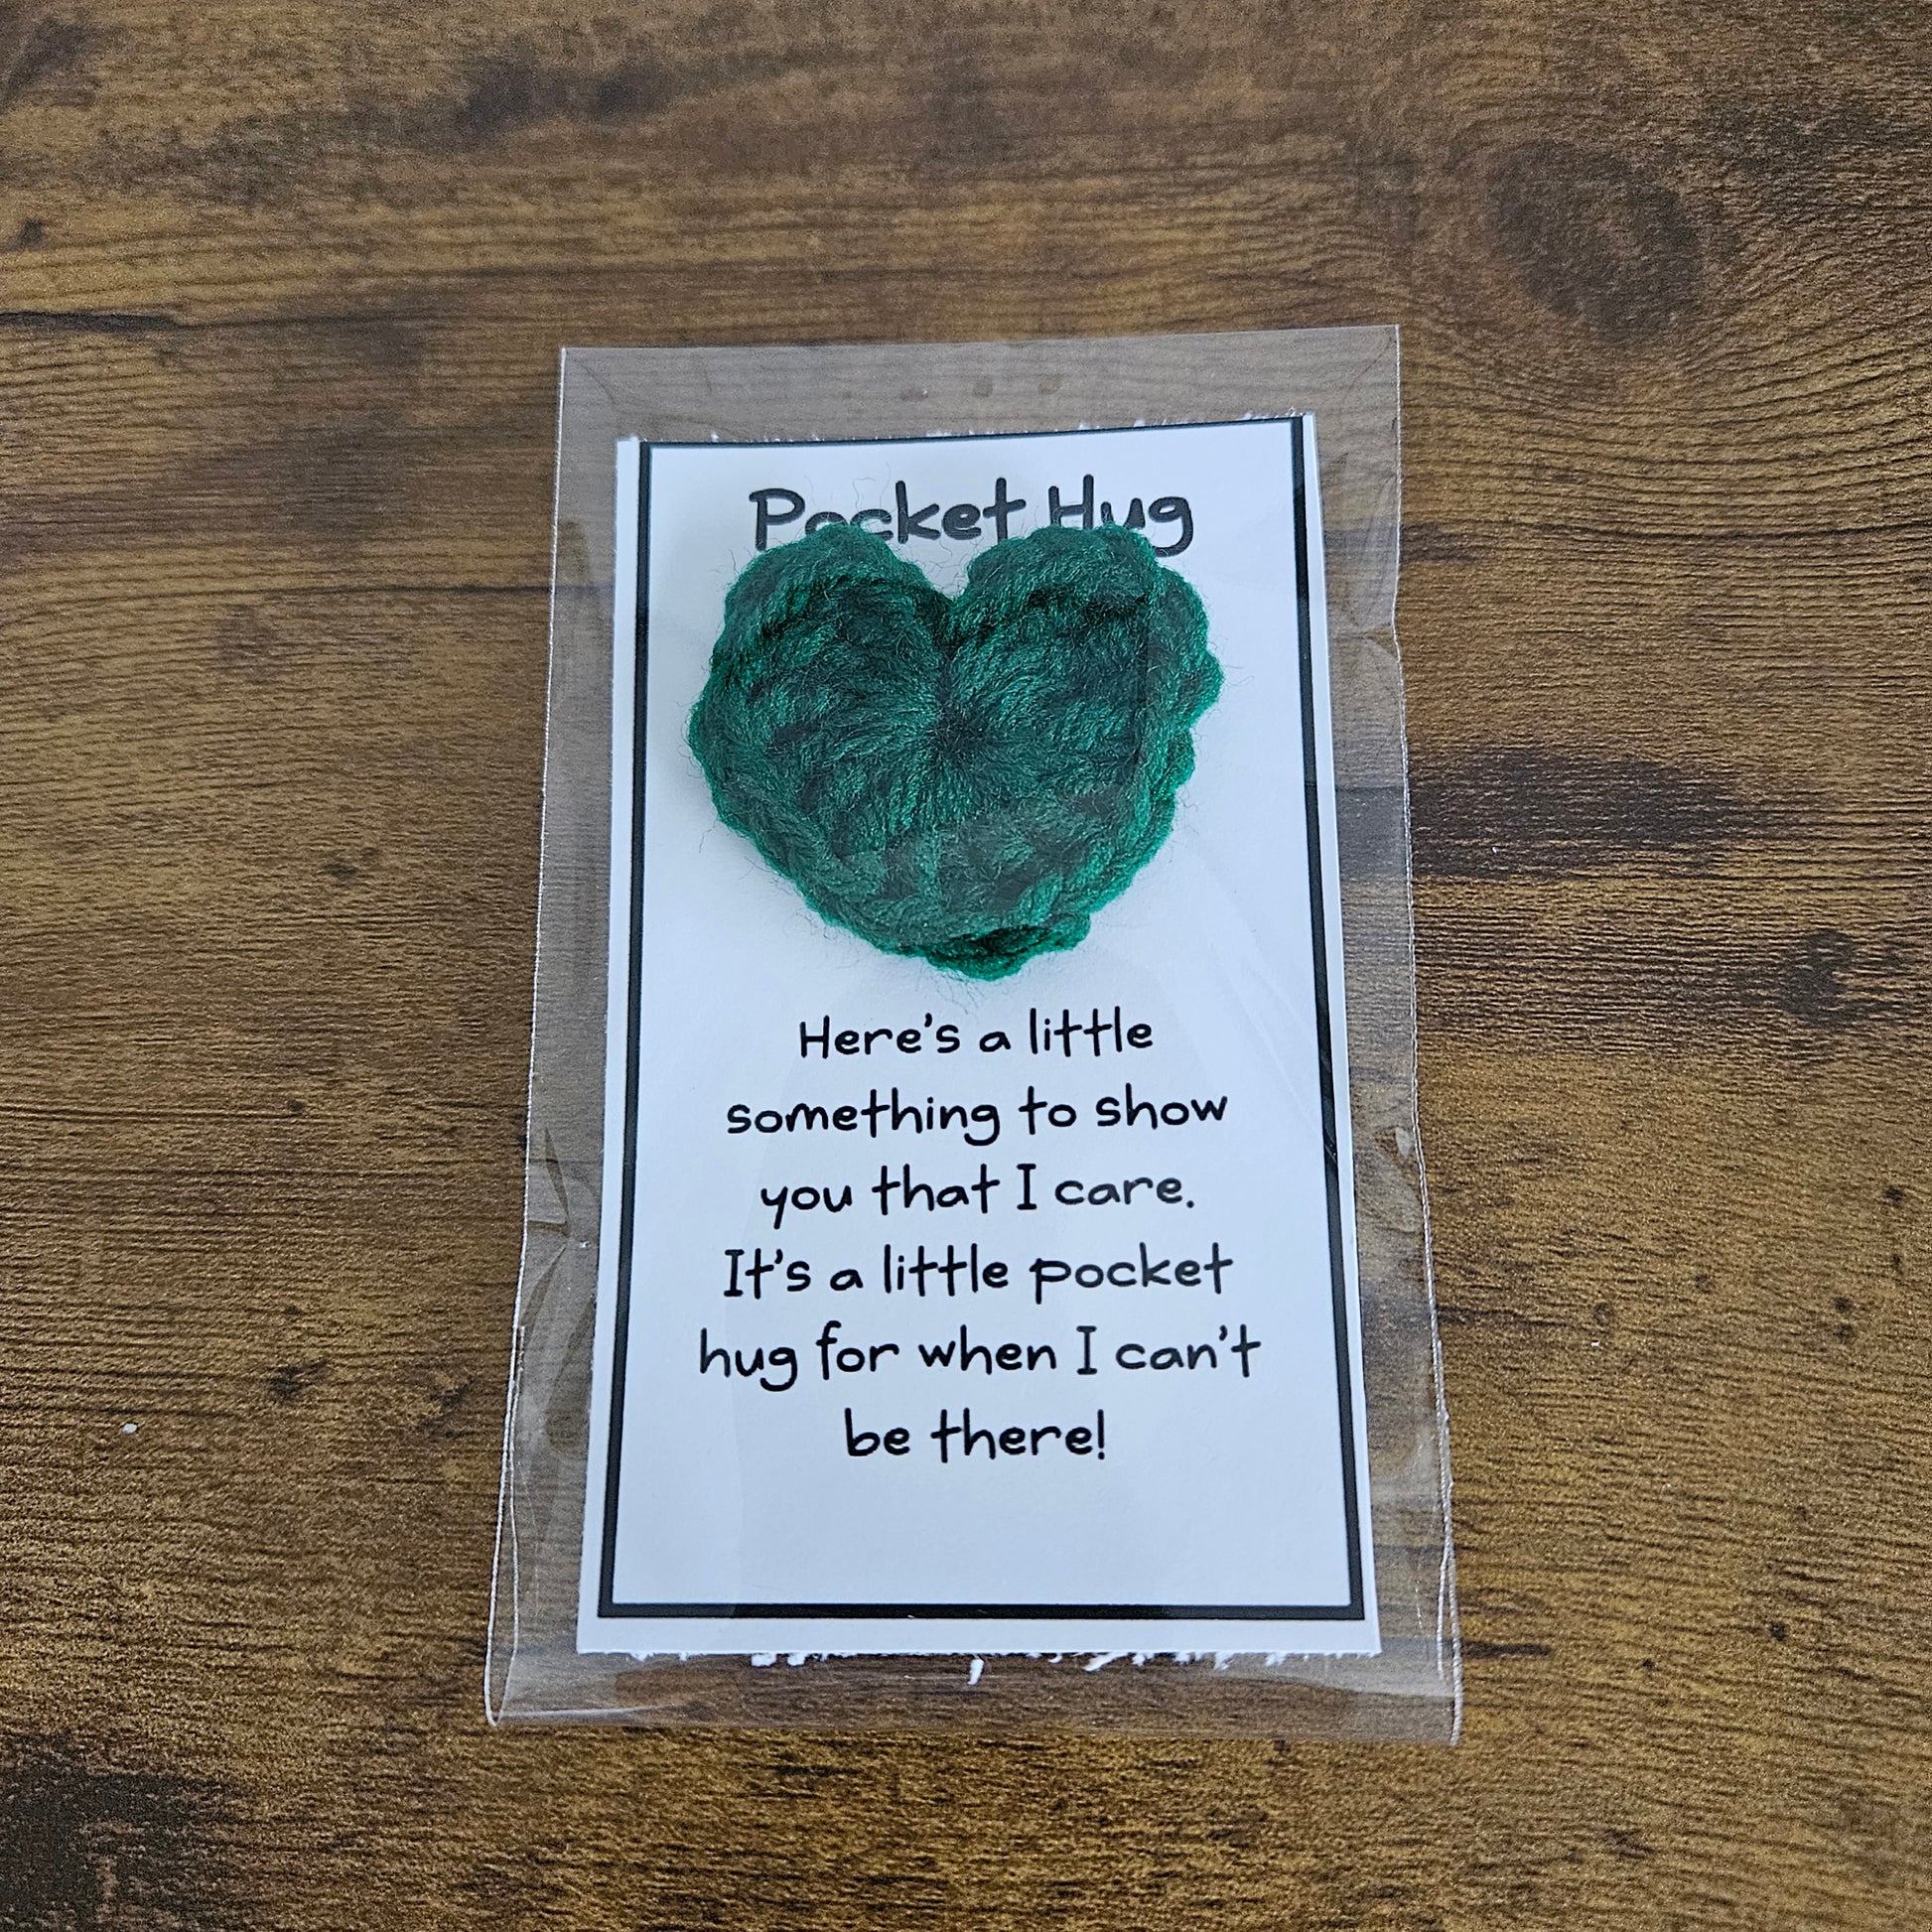 Pocket Hug
Here's a little
something to show
you that I care.
It's a little pocket
hug for when I can't
be there!